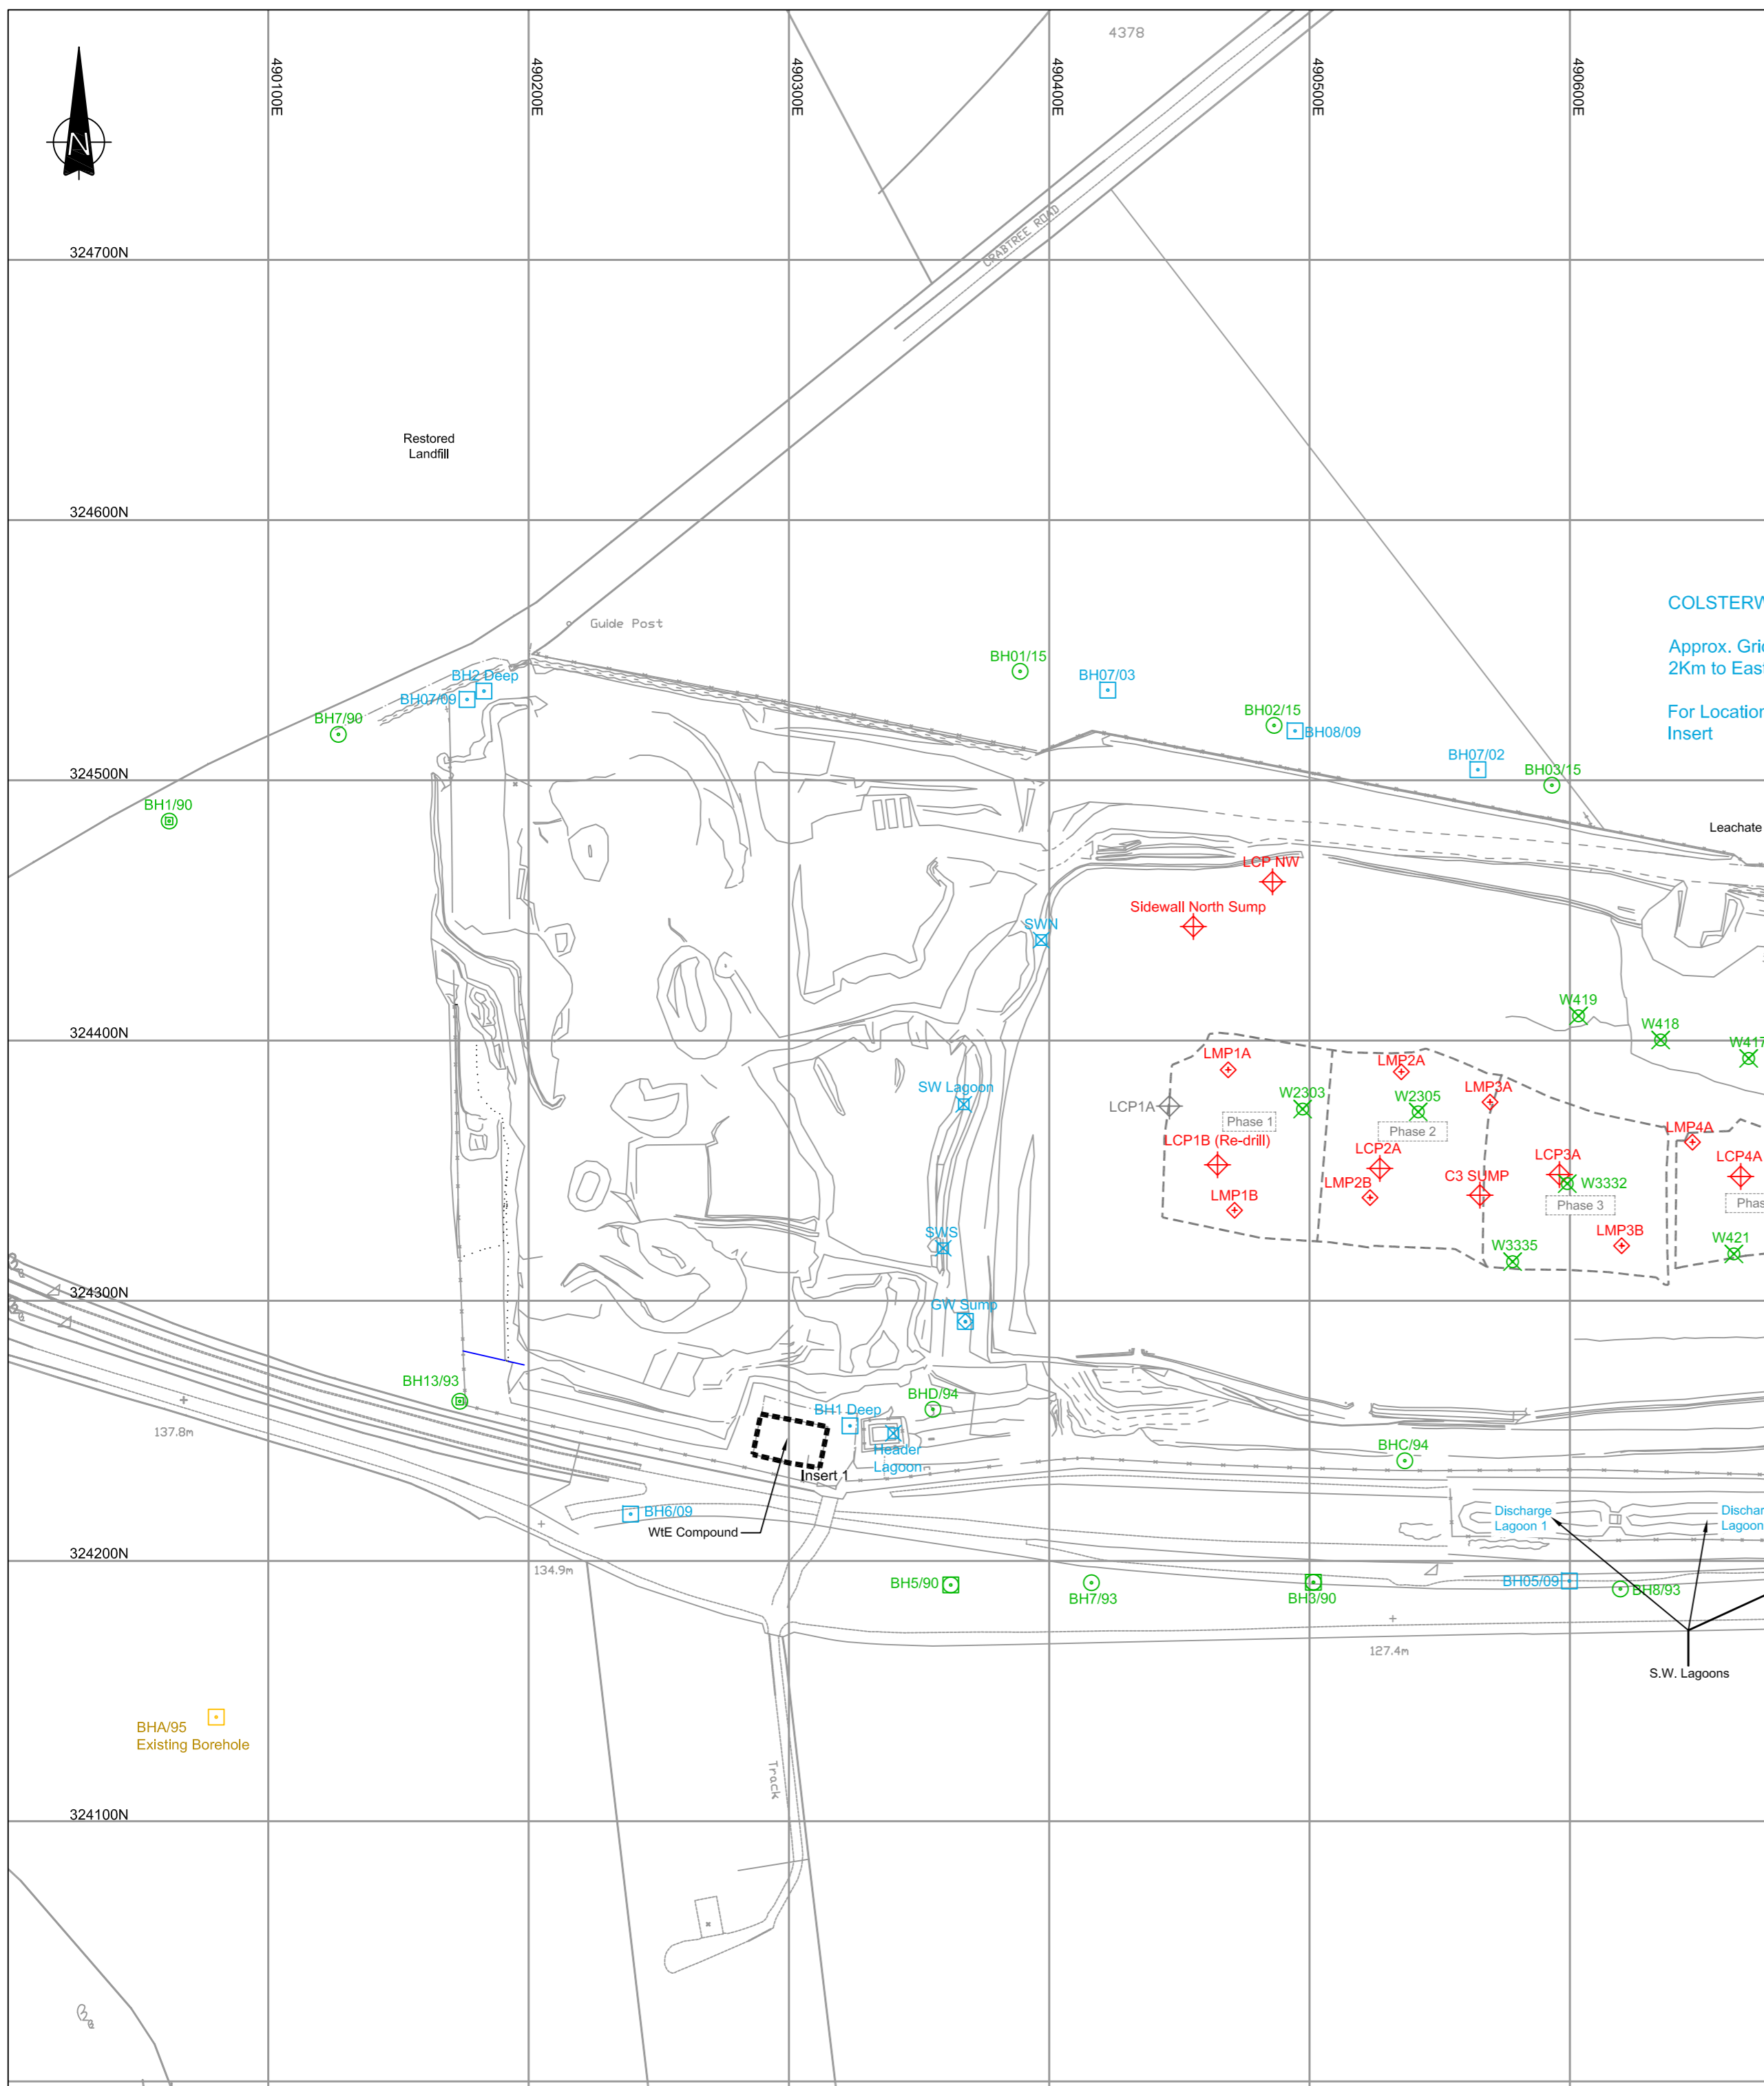 4378
490100E
490200E
490300E
490400E
490500E
490600E
N
CRABTREE ROAD
324700N
Restored
Landfill
324600N
COLSTERW
Guide Post
Approx. Grid
2Km to Eas
BH01/15
BH2 Deep
BH07/03
BH07/09
BH7/90
BH02/15
For Location
Insert
BH08/09
BH07/02
BH03/15
324500N
BH1/90
Leachate
LCP NW
Sidewall North Sump
SWN
W419
W418
324400N
W417
LMP1A
LMP2A
SW Lagoon
LMP3A
LCP1A
W2303
W2305
Phase 1
Phase 2
LMP4A
LCP1B (Re-drill)
LCP2A
LCP3A
LCP4A
C3 SUMP
LMP2B
W3332
LMP1B
Phase 3
Phas
SWS
LMP3B
W3335
W421
324300N
GW Sump
BH13/93
BHD/94
BH1 Deep
137.8m
Header
Lagoon
BHC/94
Insert 1
BH6/09
WtE Compound
Discharge
Lagoon 1
Dischar
Lagoon
324200N
134.9m
BH5/90
BH7/93
BH3/90
BH05/09
BH8/93
127.4m
S.W. Lagoons
BHA/95
Existing Borehole
Track
324100N